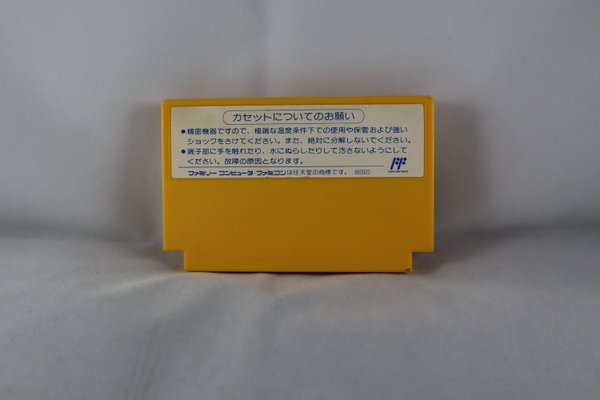 カセットについてのお願い
●精密機器ですので、極端な温度条件下での使用や保管および強い
ショックをさけてください。また、絶対に分解しないでください。
●端子部に手を触れたり、水にぬらしたりして汚さないようにして
ください。故障の原因となります。
ファミリー コンピュータ ファミコンは任天堂の商標です。